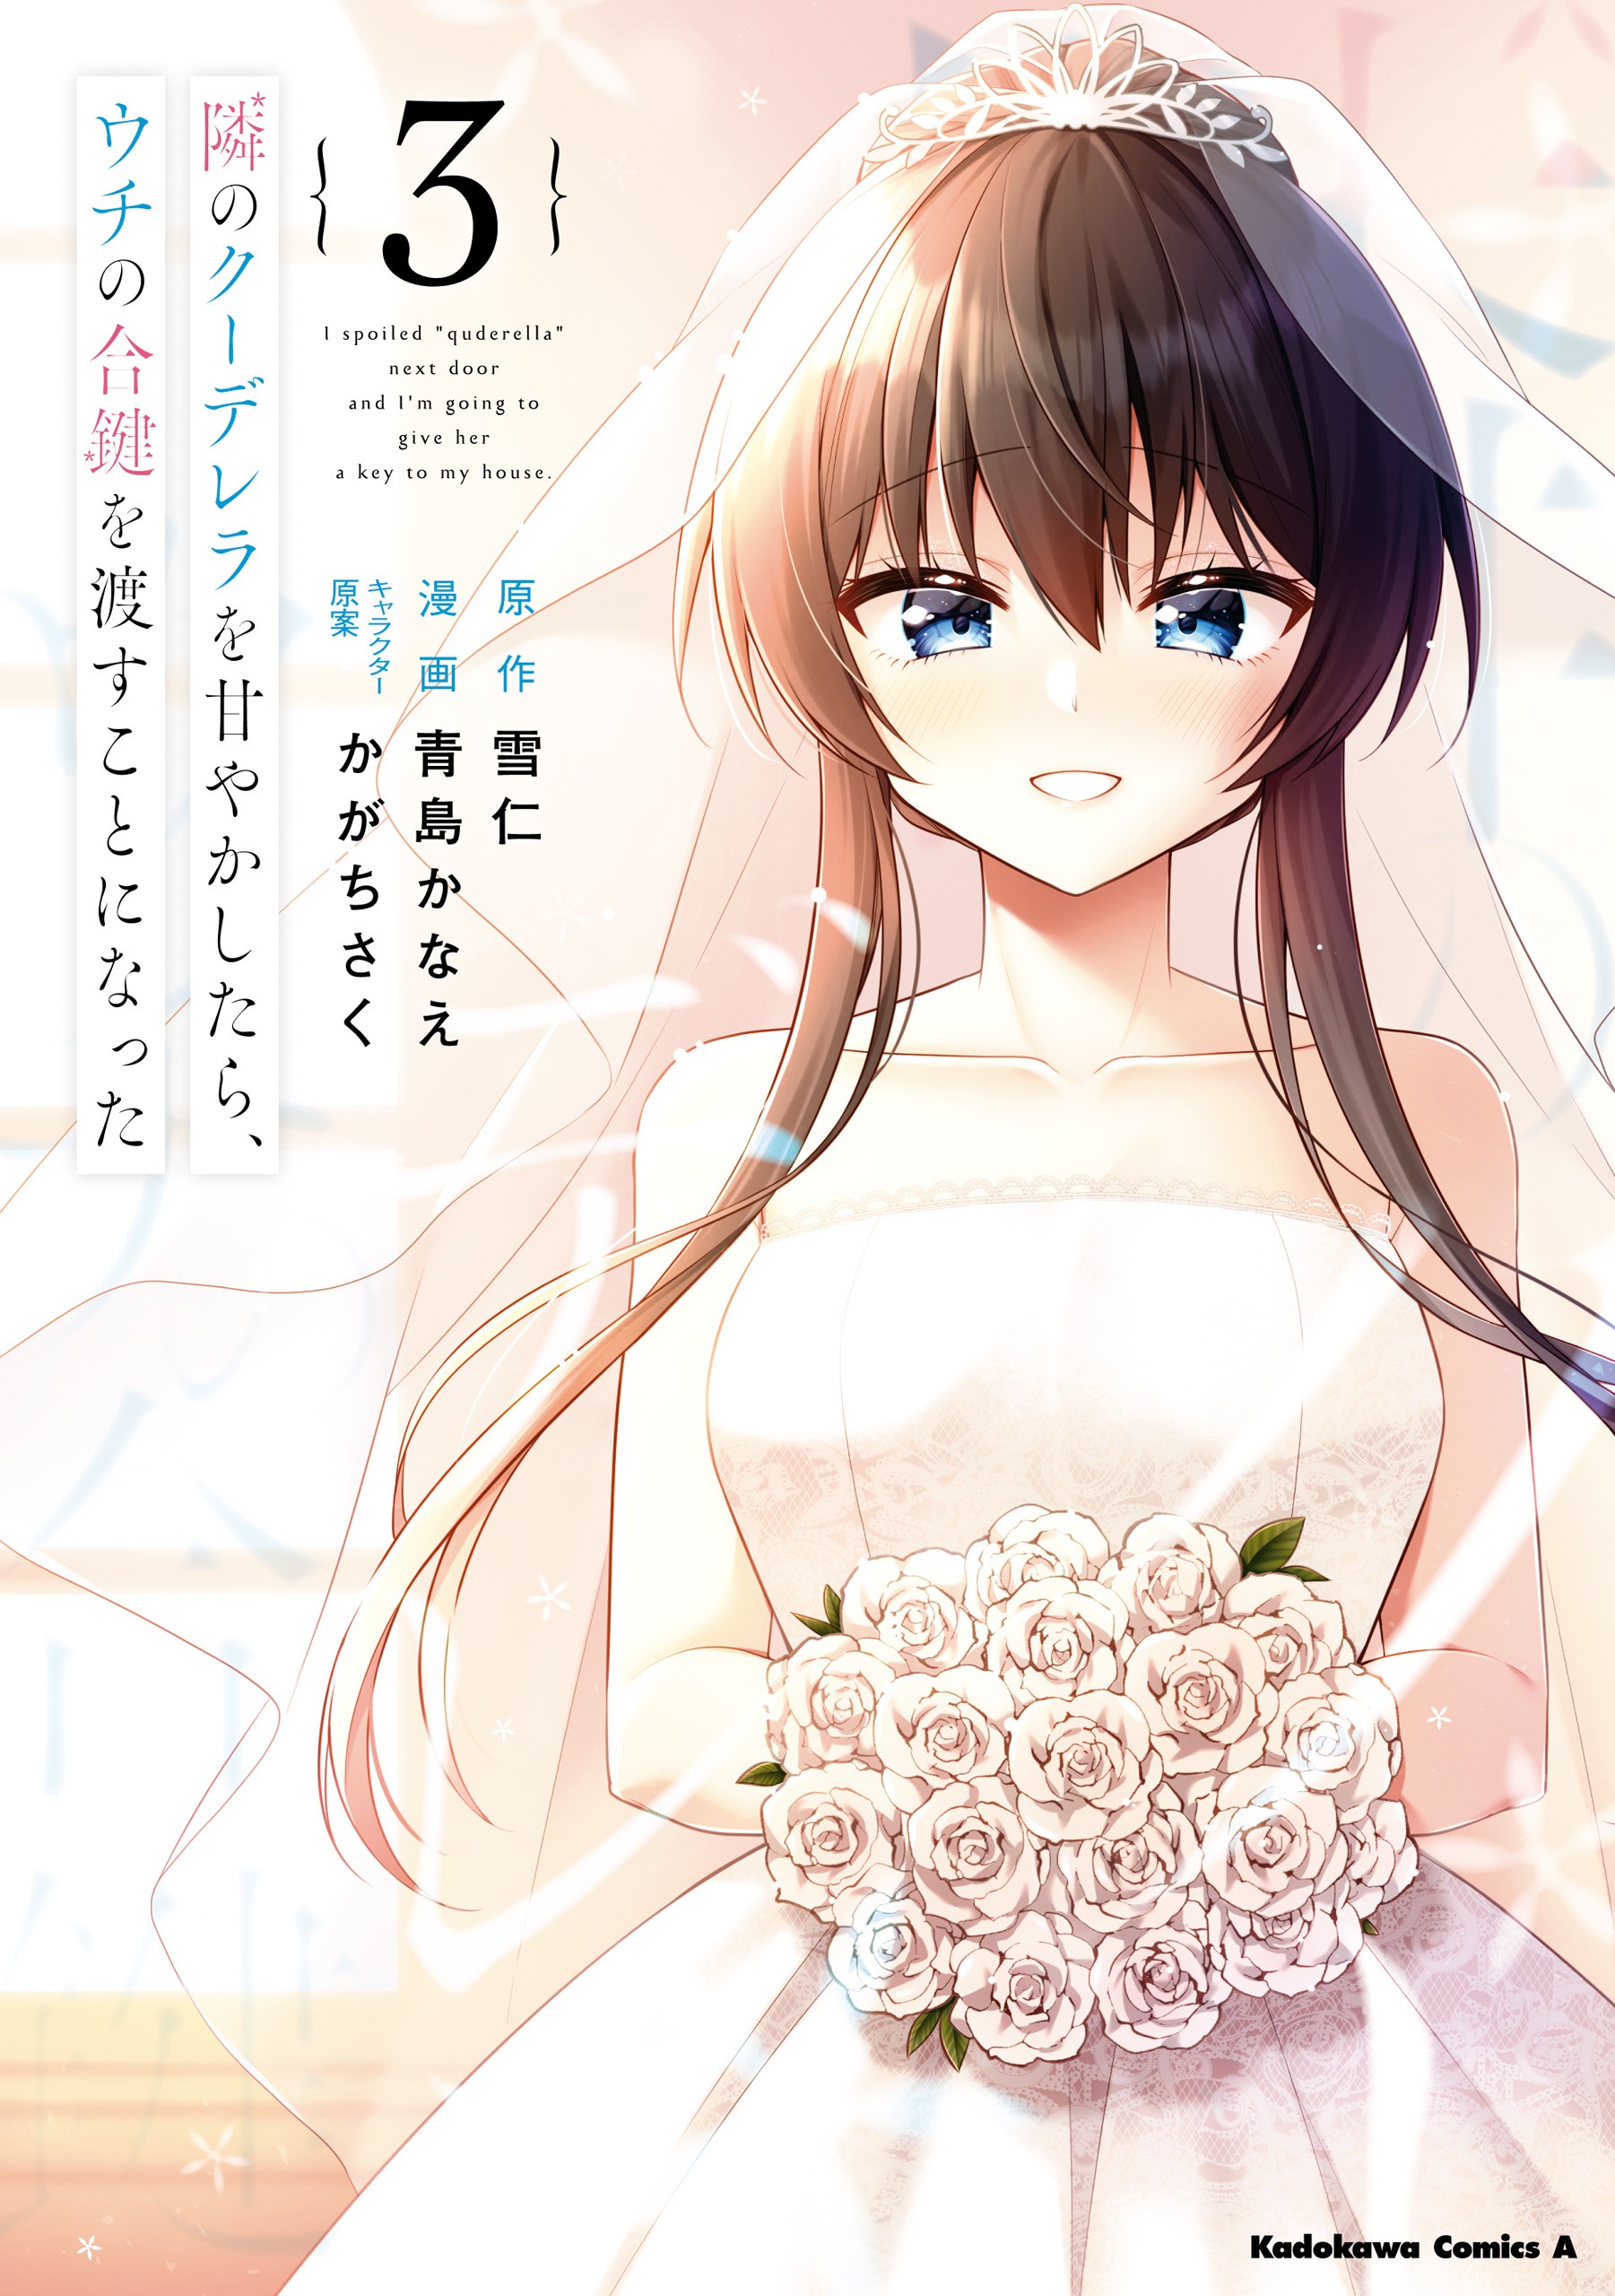 隣のクーデレラを甘やかしたら、
ウチの合鍵を渡すことになった
3
I spoiled "quderella"
next door
and I'm going to
give her
a key to my house.
原作 雪仁
漫画 青島かなえ
キャラクター
原案
かがちさく
Kadokawa Comics A